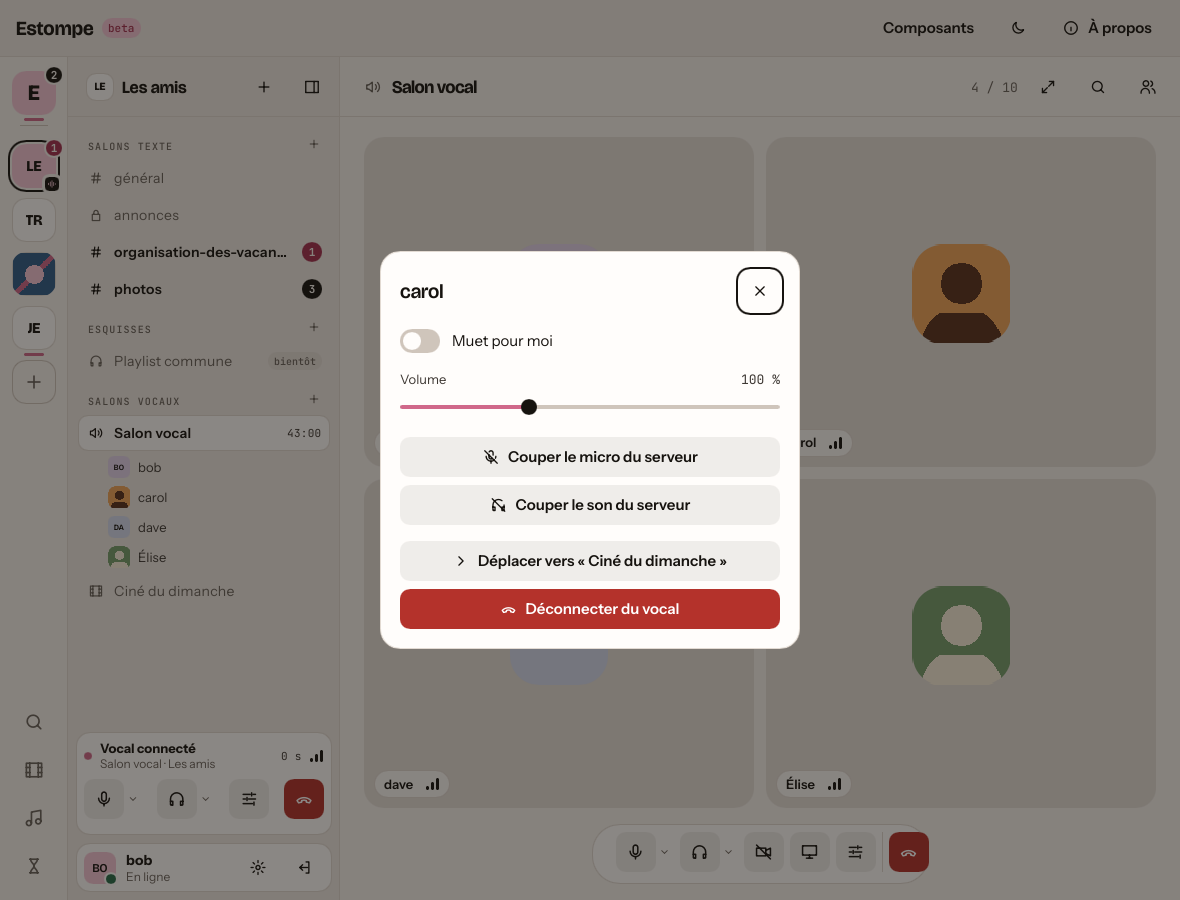 Estompe beta
Composants
À propos
E
2
LE
1
TR
JE
LE Les amis
SALONS TEXTE
général
annonces
organisation-des-vacan... 1
photos 3
ESQUISSES
Playlist commune bientôt
SALONS VOCAUX
Salon vocal 43:00
BO bob
carol
DA dave
Élise
Ciné du dimanche
Vocal connecté
Salon vocal · Les amis
0 s
BO bob
En ligne
Salon vocal
4 / 10
carol
Muet pour moi
Volume 100 %
Couper le micro du serveur
Couper le son du serveur
Déplacer vers « Ciné du dimanche »
Déconnecter du vocal
rol
dave
Élise